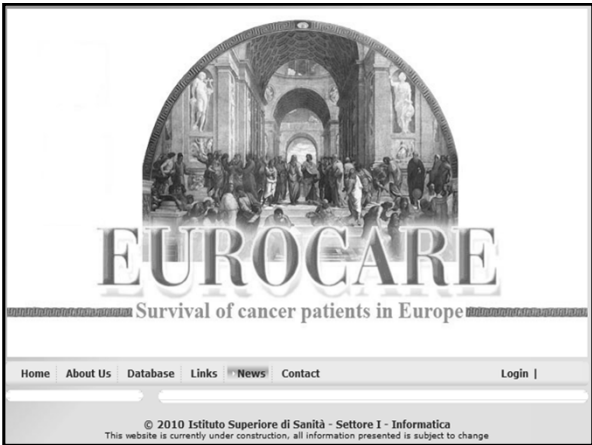 EUROCARE
Survival of cancer patients in Europe
Home About Us Database Links News Contact Login |
© 2010 Istituto Superiore di Sanità - Settore I - Informatica
This website is currently under construction, all information presented is subject to change